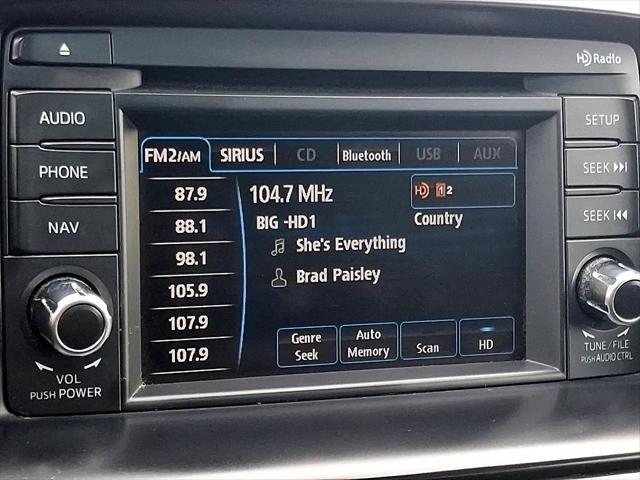 HD Radio
AUDIO
PHONE
NAV
VOL
PUSH POWER
FM2/AM SIRIUS CD Bluetooth USB AUX
87.9
88.1
98.1
105.9
107.9
107.9
104.7 MHz
HD 1 2
BIG -HD1
Country
She's Everything
Brad Paisley
Genre Seek
Auto Memory
Scan
HD
SETUP
SEEK
SEEK
TUNE/FILE
PUSH AUDIO CTRL